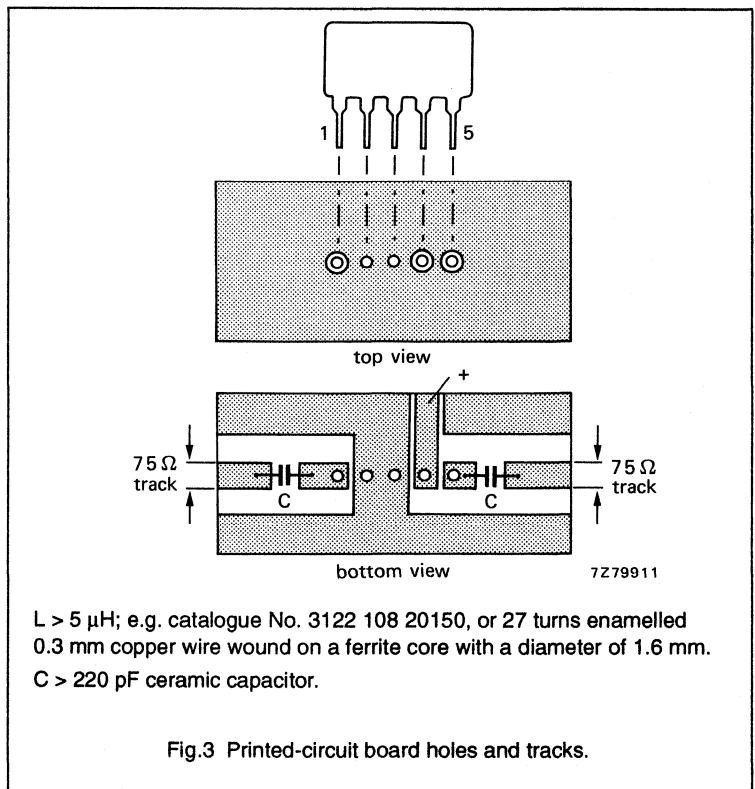 1 5
top view
+
75 Ω
track
C
C
75 Ω
track
bottom view
7Z79911
L > 5 μH; e.g. catalogue No. 3122 108 20150, or 27 turns enamelled
0.3 mm copper wire wound on a ferrite core with a diameter of 1.6 mm.
C > 220 pF ceramic capacitor.
Fig.3 Printed-circuit board holes and tracks.